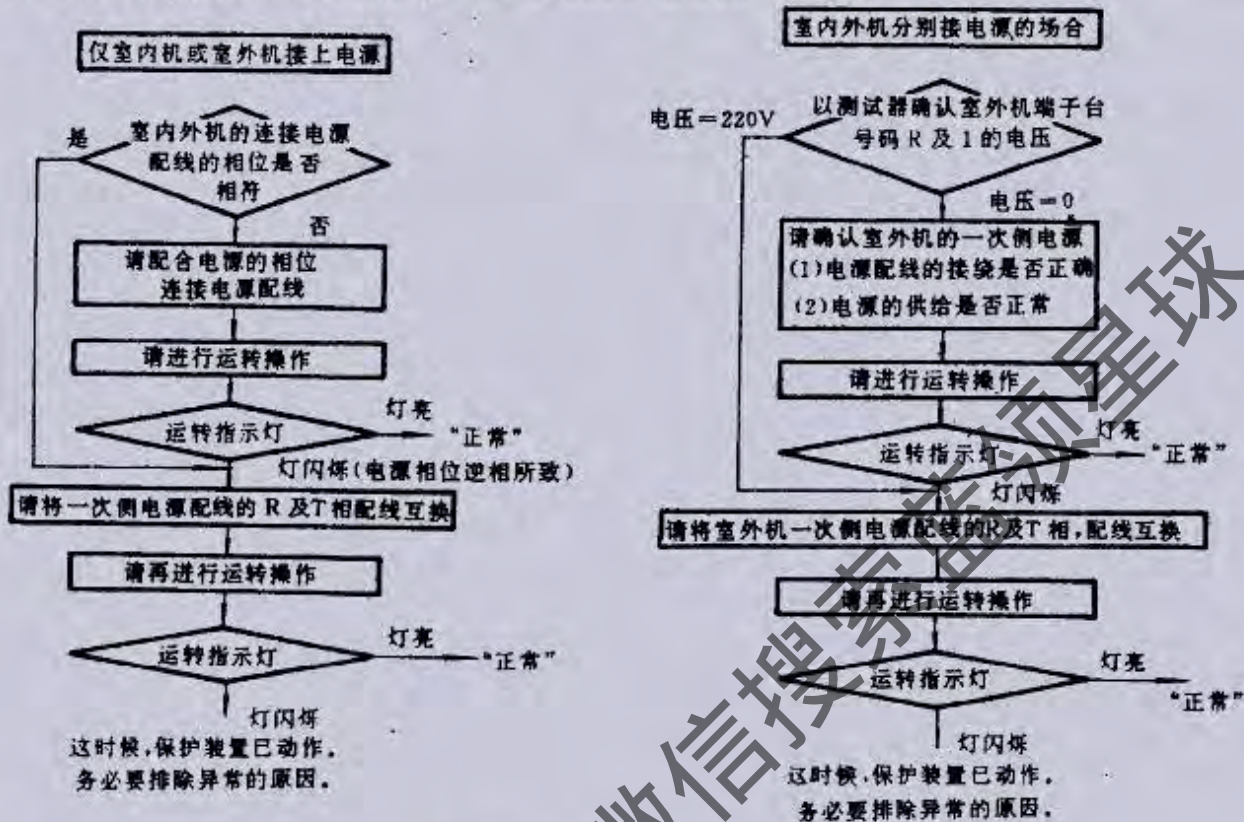 仅室内机或室外机接上电源
是
室内外机的连接电源
配线的相位是否
相符
否
请配合电源的相位
连接电源配线
请进行运转操作
运转指示灯
灯亮
“正常”
灯闪烁(电源相位逆相所致)
请将一次侧电源配线的R及T相配线互换
请再进行运转操作
运转指示灯
灯亮
“正常”
灯闪烁
这时候,保护装置已动作.
务必要排除异常的原因.
室内外机分别接电源的场合
电压=220V
以测试器确认室外机端子台
号码R及1的电压
电压=0
请确认室外机的一次侧电源
(1)电源配线的接绕是否正确
(2)电源的供给是否正常
请进行运转操作
运转指示灯
灯亮
“正常”
灯闪烁
请将室外机一次侧电源配线的R及T相,配线互换
请再进行运转操作
运转指示灯
灯亮
“正常”
灯闪烁
这时候,保护装置已动作.
务必要排除异常的原因.
微信搜索蓝领星球